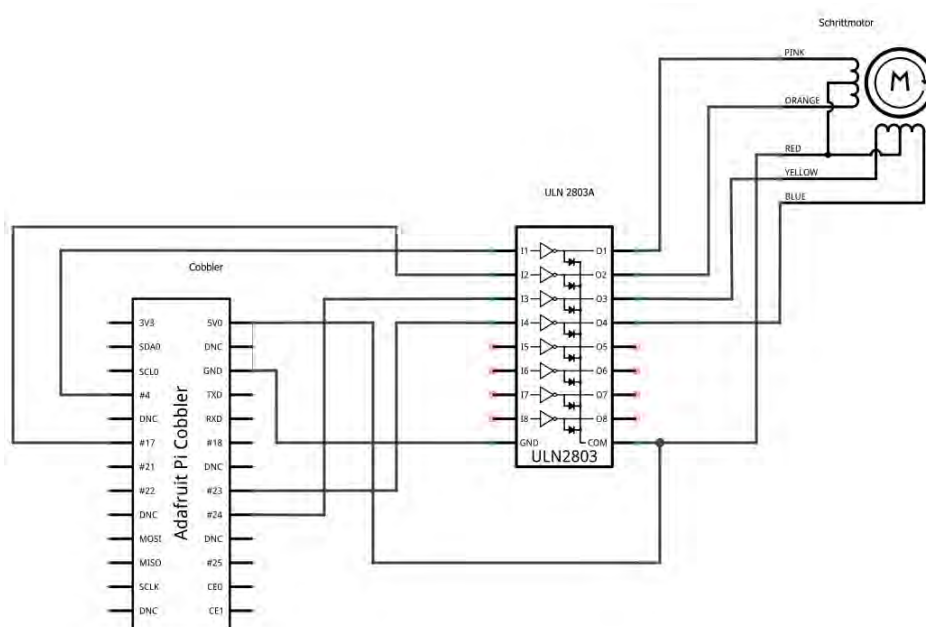 Schrittmotor
PINK
M
ORANGE
RED
YELLOW
BLUE
ULN 2803A
Cobbler
I1 O1
I2 O2
I3 O3
I4 O4
I5 O5
I6 O6
I7 O7
I8 O8
GND COM
ULN2803
Adafruit Pi Cobbler
3V3 5V0
SDA0 DNC
SCL0 GND
#4 TXD
DNC RXD
#17 #18
#21 DNC
#22 #23
DNC #24
MOSI DNC
MISO #25
SCLK CE0
DNC CE1